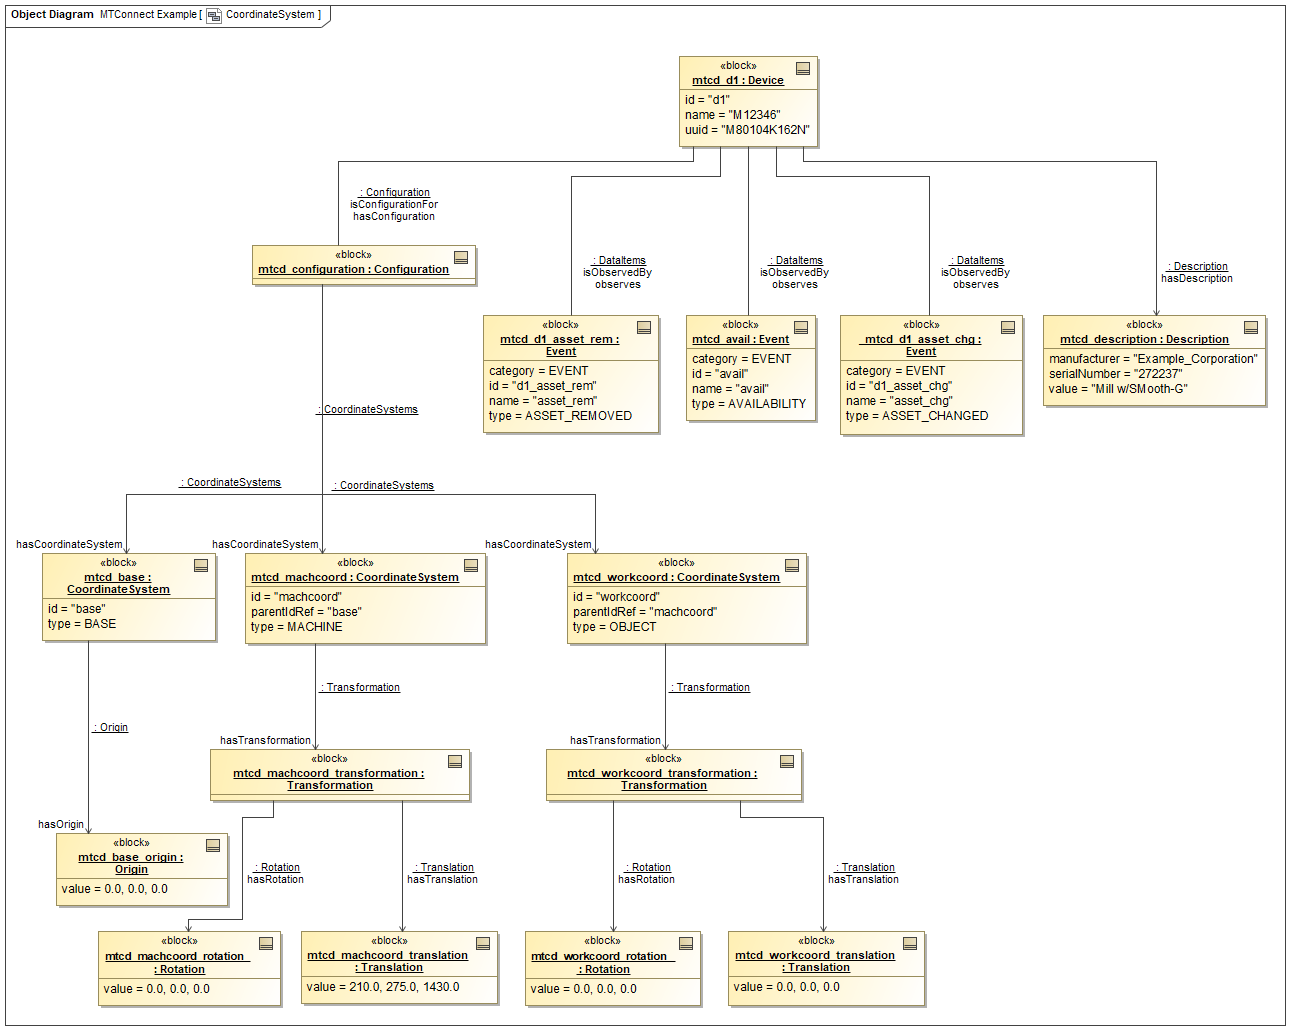 Object Diagram MTConnect Example [ CoordinateSystem ]
«block»
mtcd_d1 : Device
id = "d1"
name = "M12346"
uuid = "M80104K162N"
: Configuration
isConfigurationFor
hasConfiguration
«block»
mtcd_configuration : Configuration
: DataItems
isObservedBy
observes
: DataItems
isObservedBy
observes
: DataItems
isObservedBy
observes
: Description
hasDescription
«block»
mtcd_d1_asset_rem :
Event
category = EVENT
id = "d1_asset_rem"
name = "asset_rem"
type = ASSET_REMOVED
«block»
mtcd_avail : Event
category = EVENT
id = "avail"
name = "avail"
type = AVAILABILITY
«block»
_mtcd_d1_asset_chg :
Event
category = EVENT
id = "d1_asset_chg"
name = "asset_chg"
type = ASSET_CHANGED
«block»
mtcd_description : Description
manufacturer = "Example_Corporation"
serialNumber = "272237"
value = "Mill w/SMooth-G"
: CoordinateSystems
: CoordinateSystems
: CoordinateSystems
hasCoordinateSystem
hasCoordinateSystem
hasCoordinateSystem
«block»
mtcd_base :
CoordinateSystem
id = "base"
type = BASE
«block»
mtcd_machcoord : CoordinateSystem
id = "machcoord"
parentIdRef = "base"
type = MACHINE
«block»
mtcd_workcoord : CoordinateSystem
id = "workcoord"
parentIdRef = "machcoord"
type = OBJECT
: Origin
: Transformation
: Transformation
hasOrigin
hasTransformation
hasTransformation
«block»
mtcd_machcoord_transformation :
Transformation
«block»
mtcd_workcoord_transformation :
Transformation
«block»
mtcd_base_origin :
Origin
value = 0.0, 0.0, 0.0
: Rotation
hasRotation
: Translation
hasTranslation
: Rotation
hasRotation
: Translation
hasTranslation
«block»
mtcd_machcoord_rotation
: Rotation
value = 0.0, 0.0, 0.0
«block»
mtcd_machcoord_translation
: Translation
value = 210.0, 275.0, 1430.0
«block»
mtcd_workcoord_rotation
: Rotation
value = 0.0, 0.0, 0.0
«block»
mtcd_workcoord_translation
: Translation
value = 0.0, 0.0, 0.0